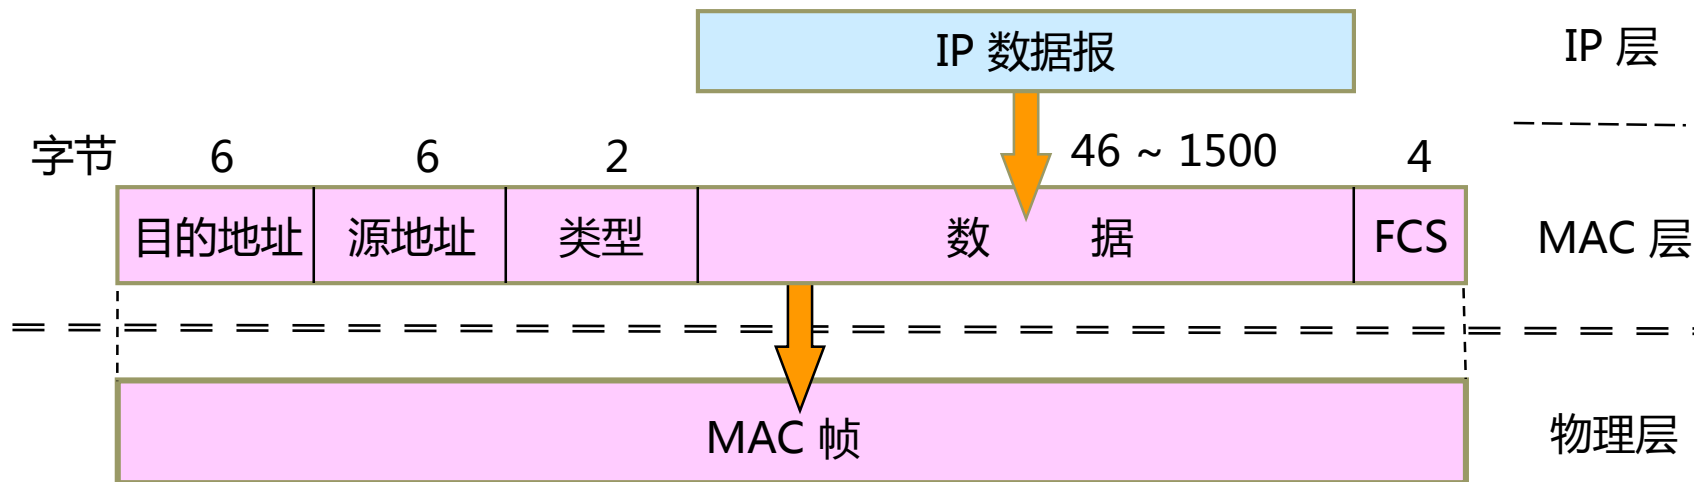 IP 数据报
IP 层
字节 6 6 2 46 ~ 1500 4
目的地址 源地址 类型 数 据 FCS MAC 层
MAC 帧 物理层